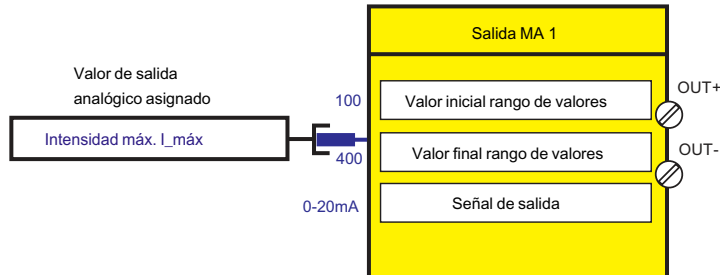 Salida MA 1
Valor de salida
analógico asignado
Intensidad máx. I_máx
100
Valor inicial rango de valores
OUT+
400
Valor final rango de valores
OUT-
0-20mA
Señal de salida